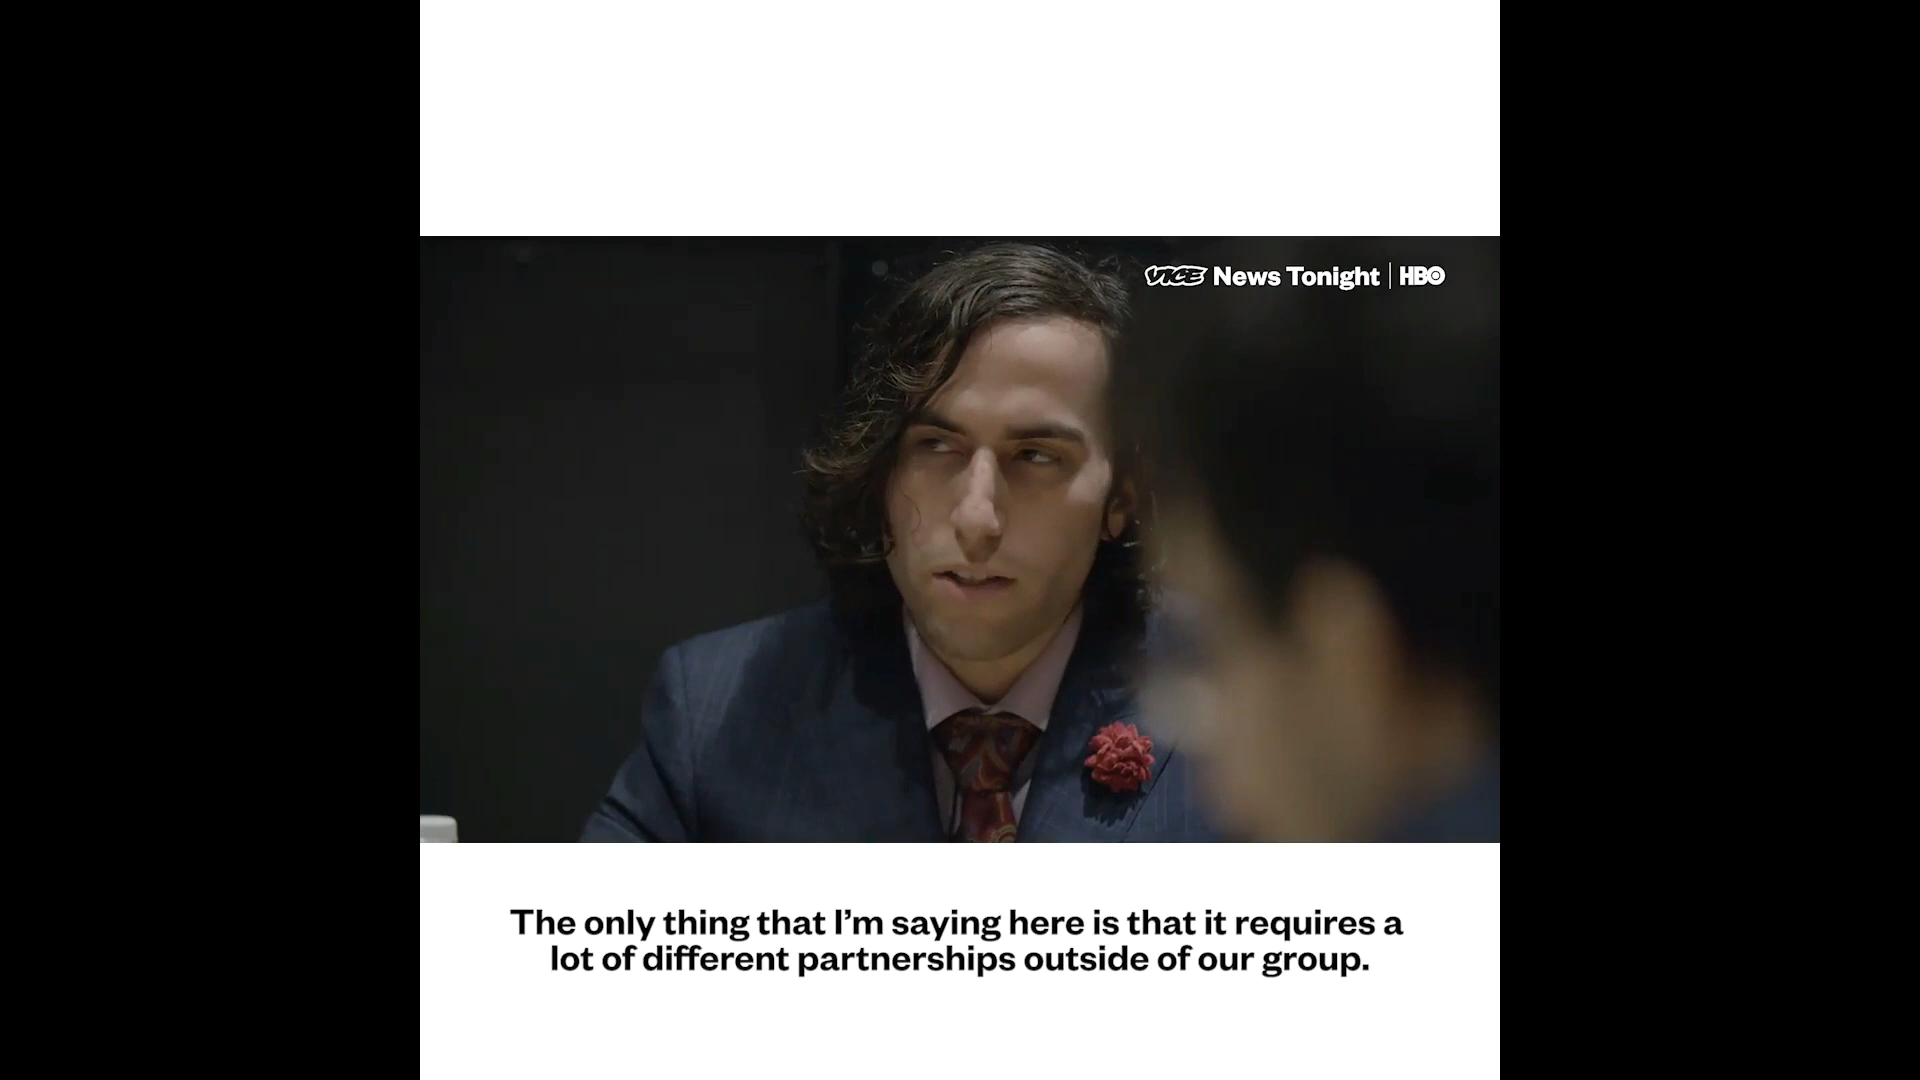 VICE News Tonight | HBO
The only thing that I'm saying here is that it requires a
lot of different partnerships outside of our group.